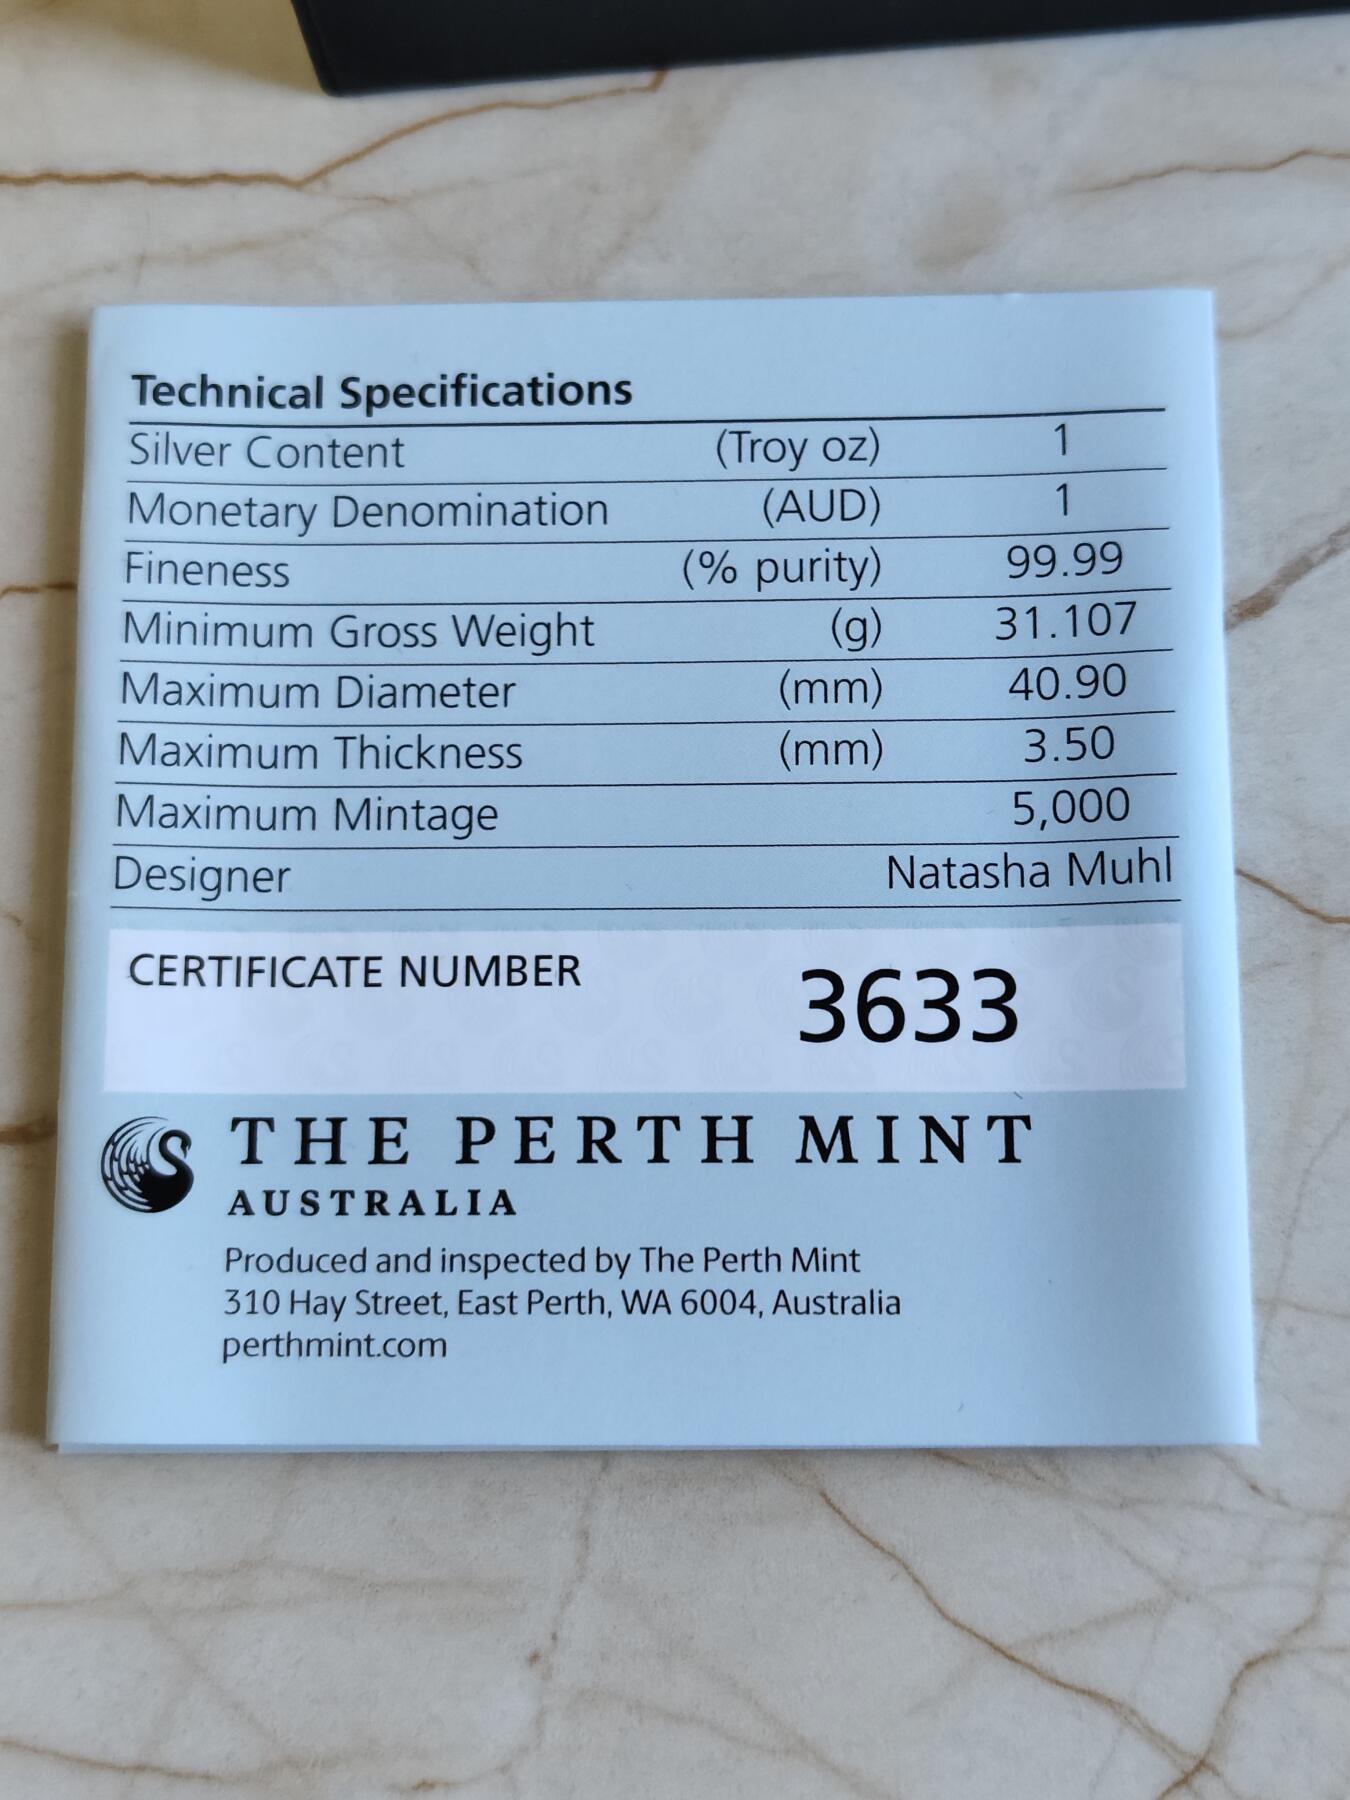 Technical Specifications
Silver Content (Troy oz) 1
Monetary Denomination (AUD) 1
Fineness (% purity) 99.99
Minimum Gross Weight (g) 31.107
Maximum Diameter (mm) 40.90
Maximum Thickness (mm) 3.50
Maximum Mintage 5,000
Designer Natasha Muhl
CERTIFICATE NUMBER 3633
THE PERTH MINT
AUSTRALIA
Produced and inspected by The Perth Mint
310 Hay Street, East Perth, WA 6004, Australia
perthmint.com